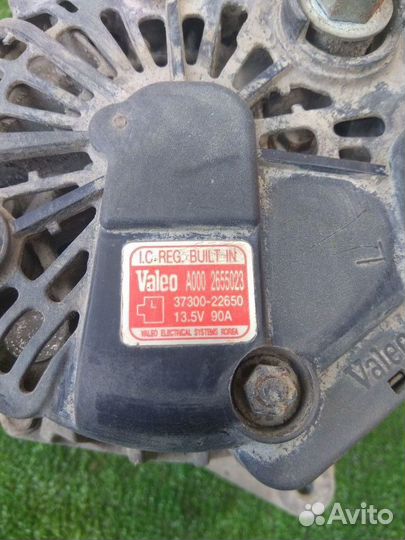 I.C.REG. BUILT IN
Valeo A000 2655023
L 37300-22650
13.5V 90A
VALEO ELECTRICAL SYSTEMS KOREA
L
Valeo
Avito